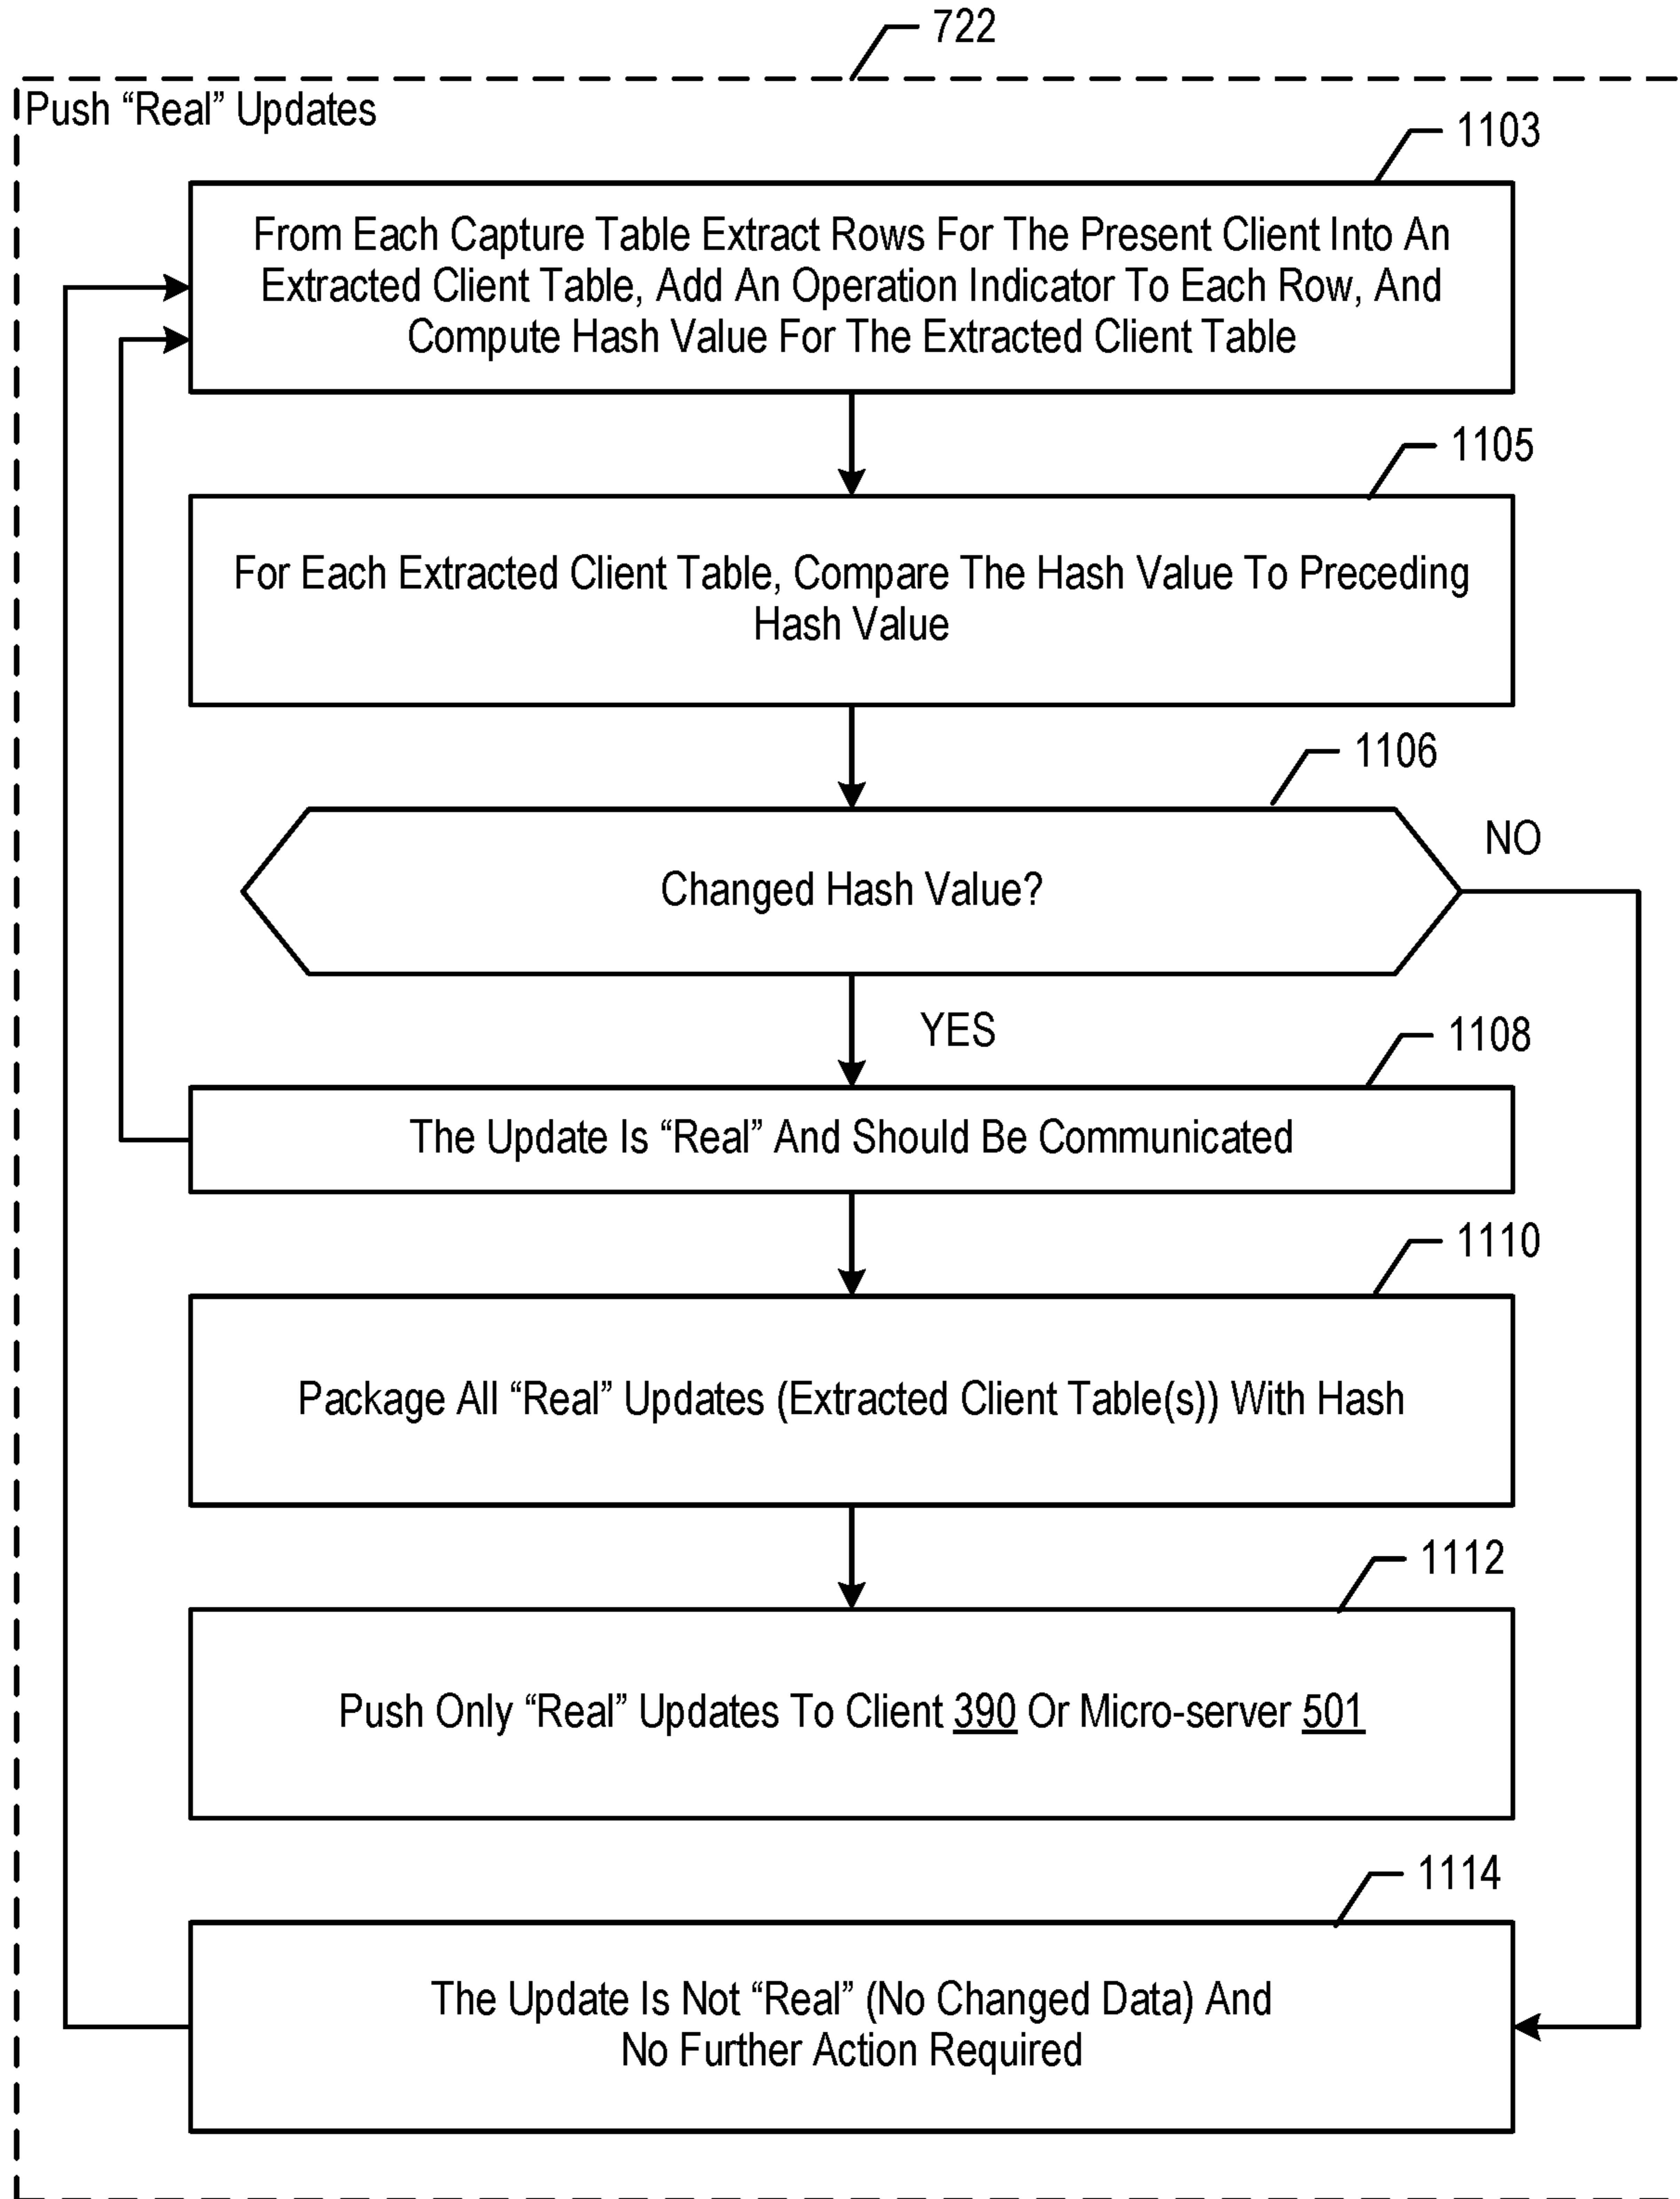 722
Push “Real” Updates
1103
From Each Capture Table Extract Rows For The Present Client Into An
Extracted Client Table, Add An Operation Indicator To Each Row, And
Compute Hash Value For The Extracted Client Table
1105
For Each Extracted Client Table, Compare The Hash Value To Preceding
Hash Value
1106
NO
Changed Hash Value?
YES
1108
The Update Is “Real” And Should Be Communicated
1110
Package All “Real” Updates (Extracted Client Table(s)) With Hash
1112
Push Only “Real” Updates To Client 390 Or Micro-server 501
1114
The Update Is Not “Real” (No Changed Data) And
No Further Action Required